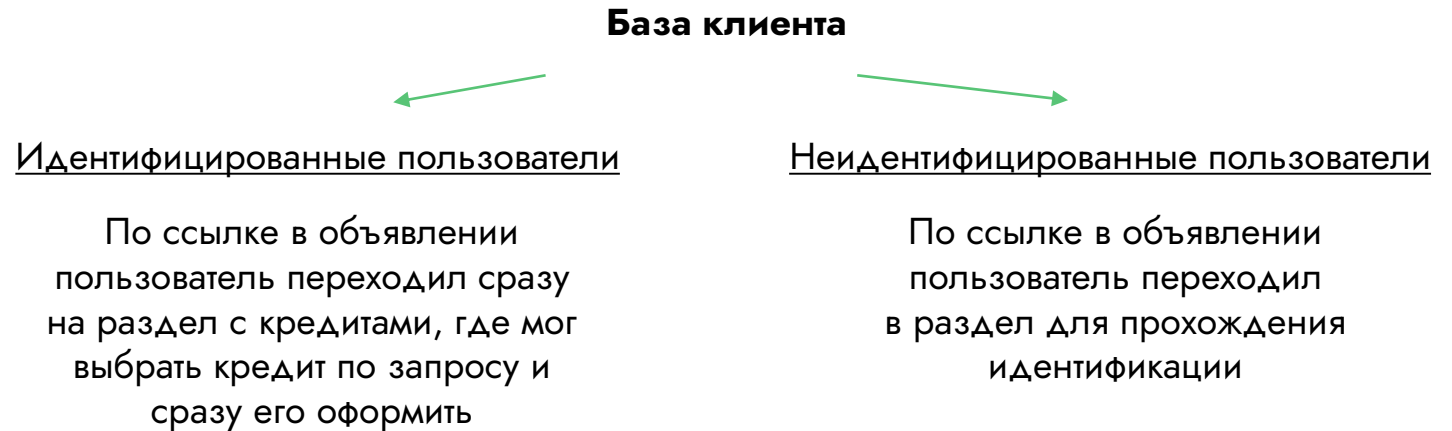 База клиента
Идентифицированные пользователи
По ссылке в объявлении
пользователь переходил сразу
на раздел с кредитами, где мог
выбрать кредит по запросу и
сразу его оформить
Неидентифицированные пользователи
По ссылке в объявлении
пользователь переходил
в раздел для прохождения
идентификации